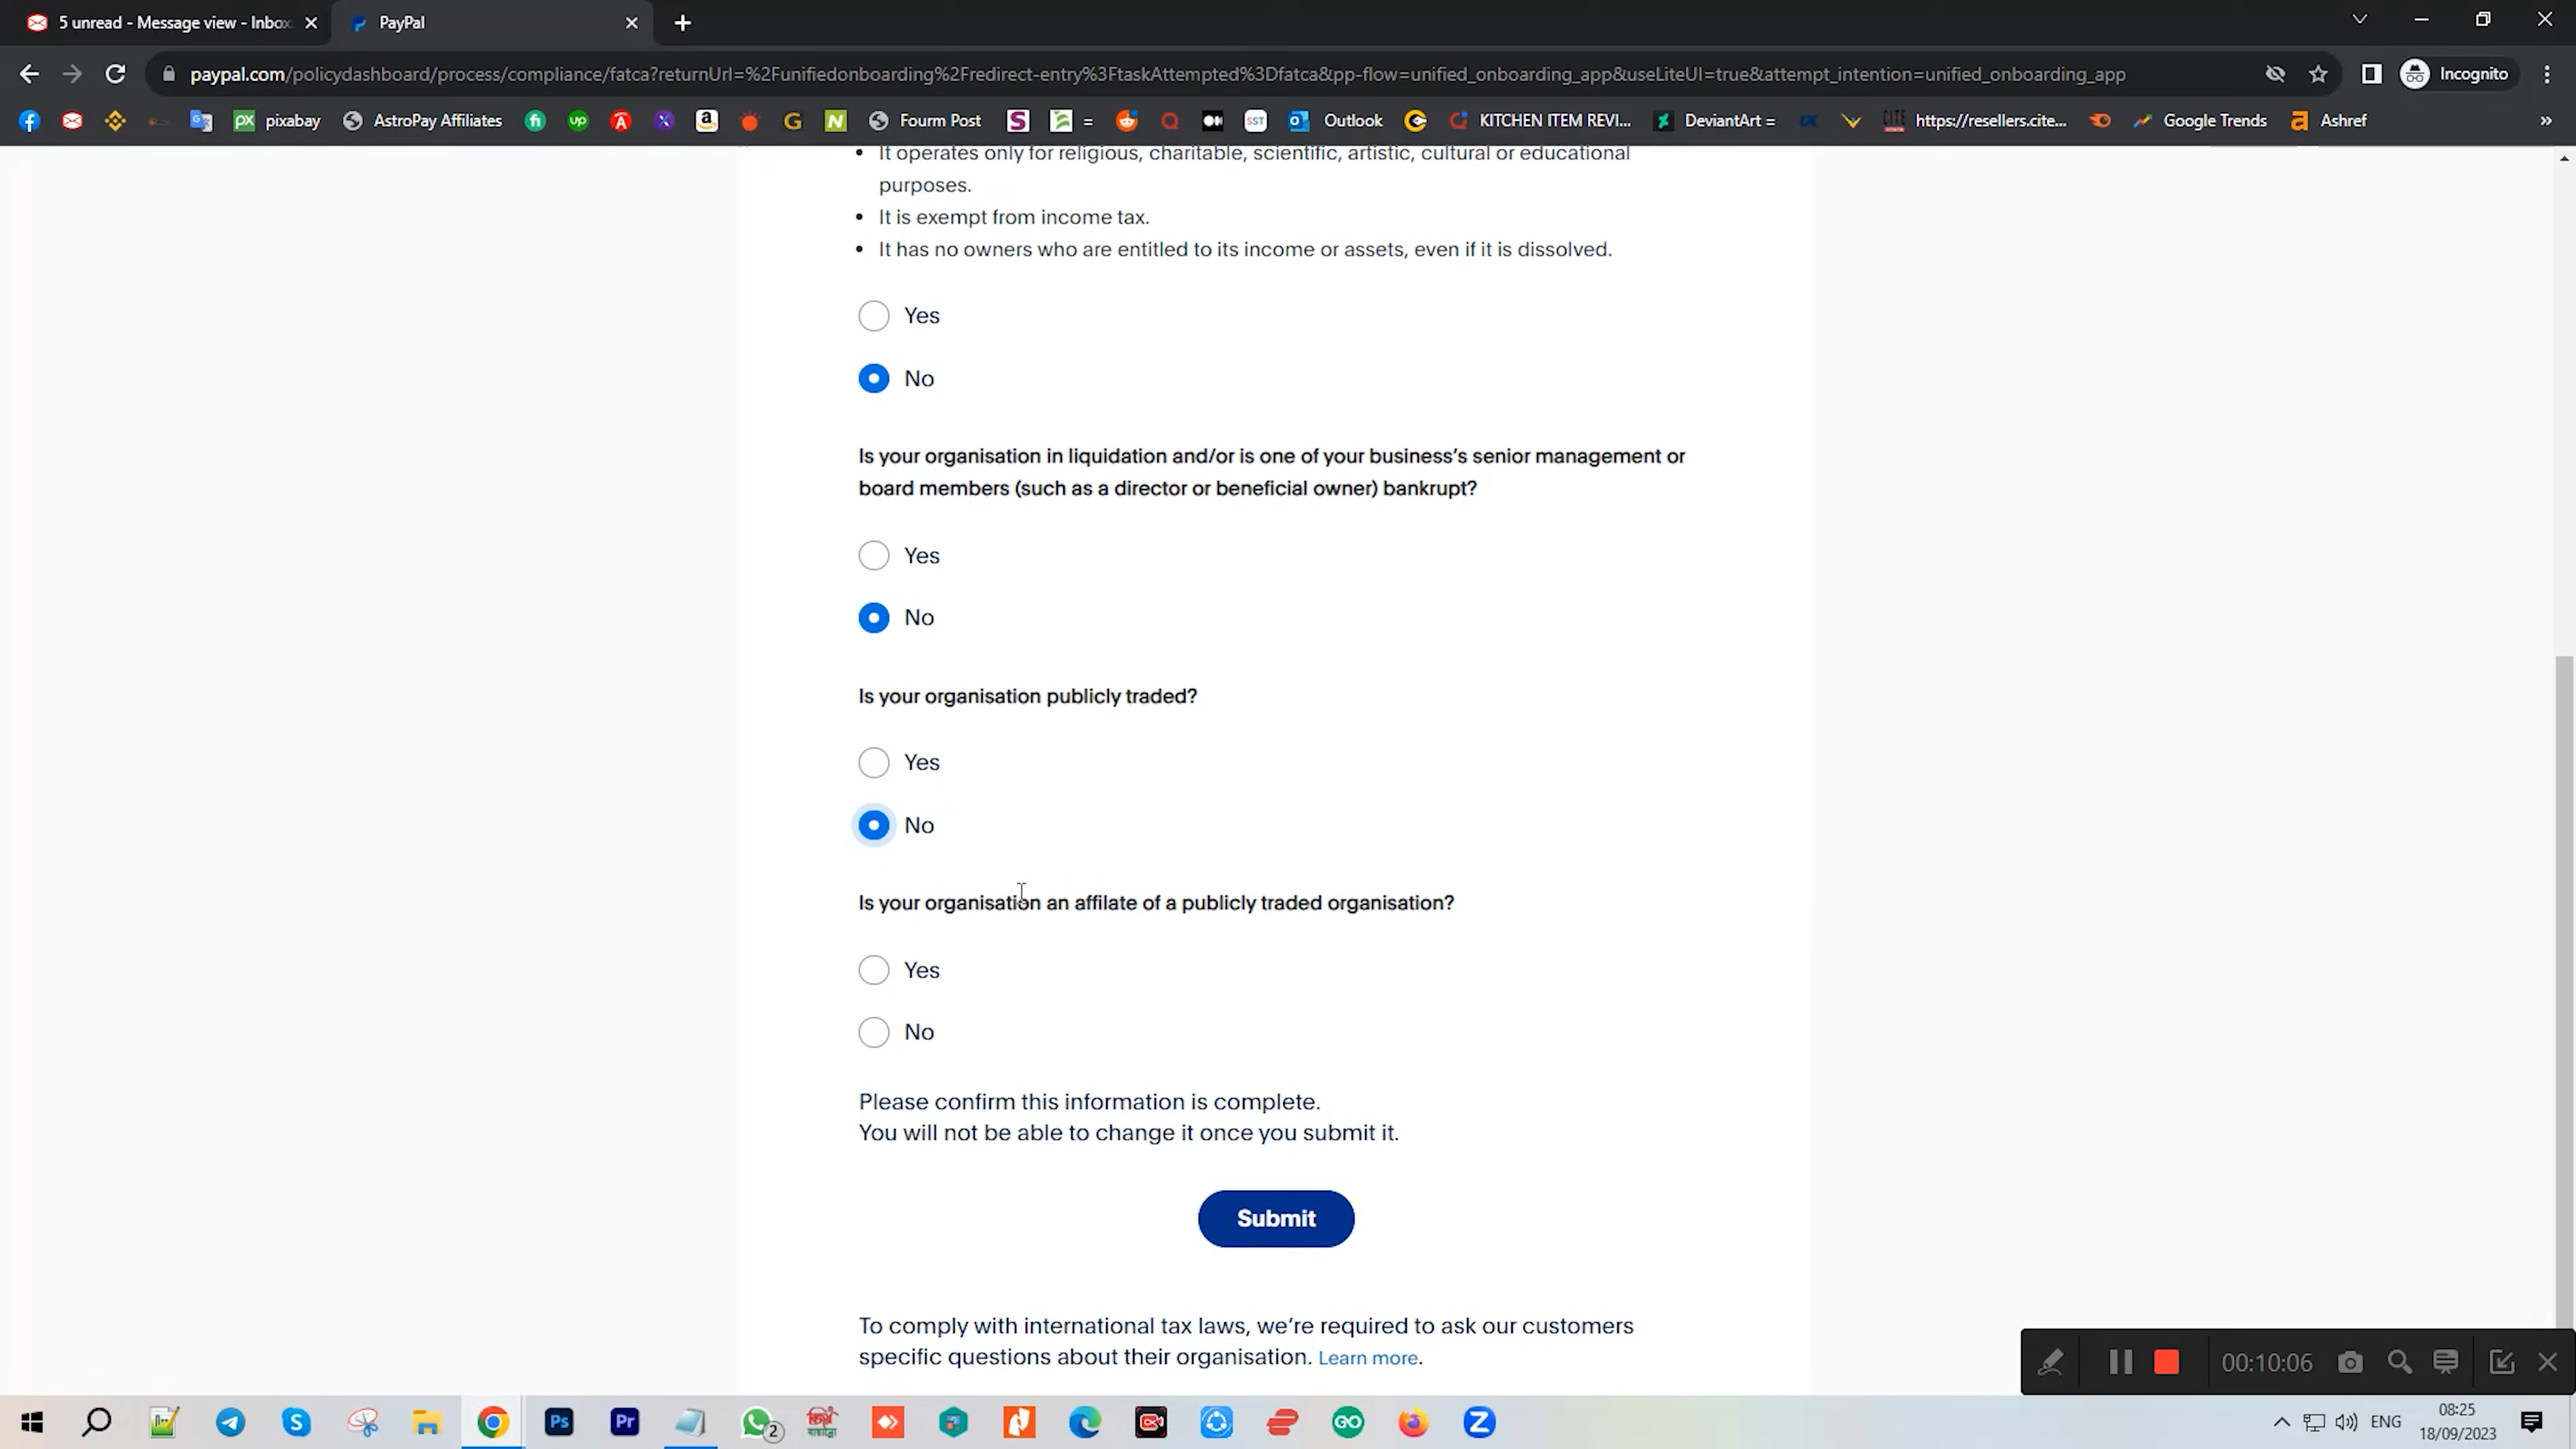 5 unread - Message view - Inbox
PayPal
paypal.com/policydashboard/process/compliance/fatca?returnUrl=%2Funifiedonboarding%2Fredirect-entry%3FtaskAttempted%3Dfatca&pp-flow=unified_onboarding_app&useLiteUI=true&attempt_intention=unified_onboarding_app
Incognito
pixabay AstroPay Affiliates Fourm Post = Outlook KITCHEN ITEM REVI... DeviantArt = https://resellers.cite... Google Trends Ashref
It operates only for religious, charitable, scientific, artistic, cultural or educational
purposes.
It is exempt from income tax.
It has no owners who are entitled to its income or assets, even if it is dissolved.
Yes
No
Is your organisation in liquidation and/or is one of your business's senior management or
board members (such as a director or beneficial owner) bankrupt?
Yes
No
Is your organisation publicly traded?
Yes
No
Is your organisation an affilate of a publicly traded organisation?
Yes
No
Please confirm this information is complete.
You will not be able to change it once you submit it.
Submit
To comply with international tax laws, we're required to ask our customers
specific questions about their organisation. Learn more.
00:10:06
Ps Pr 2 GO Z
ENG
08:25
18/09/2023